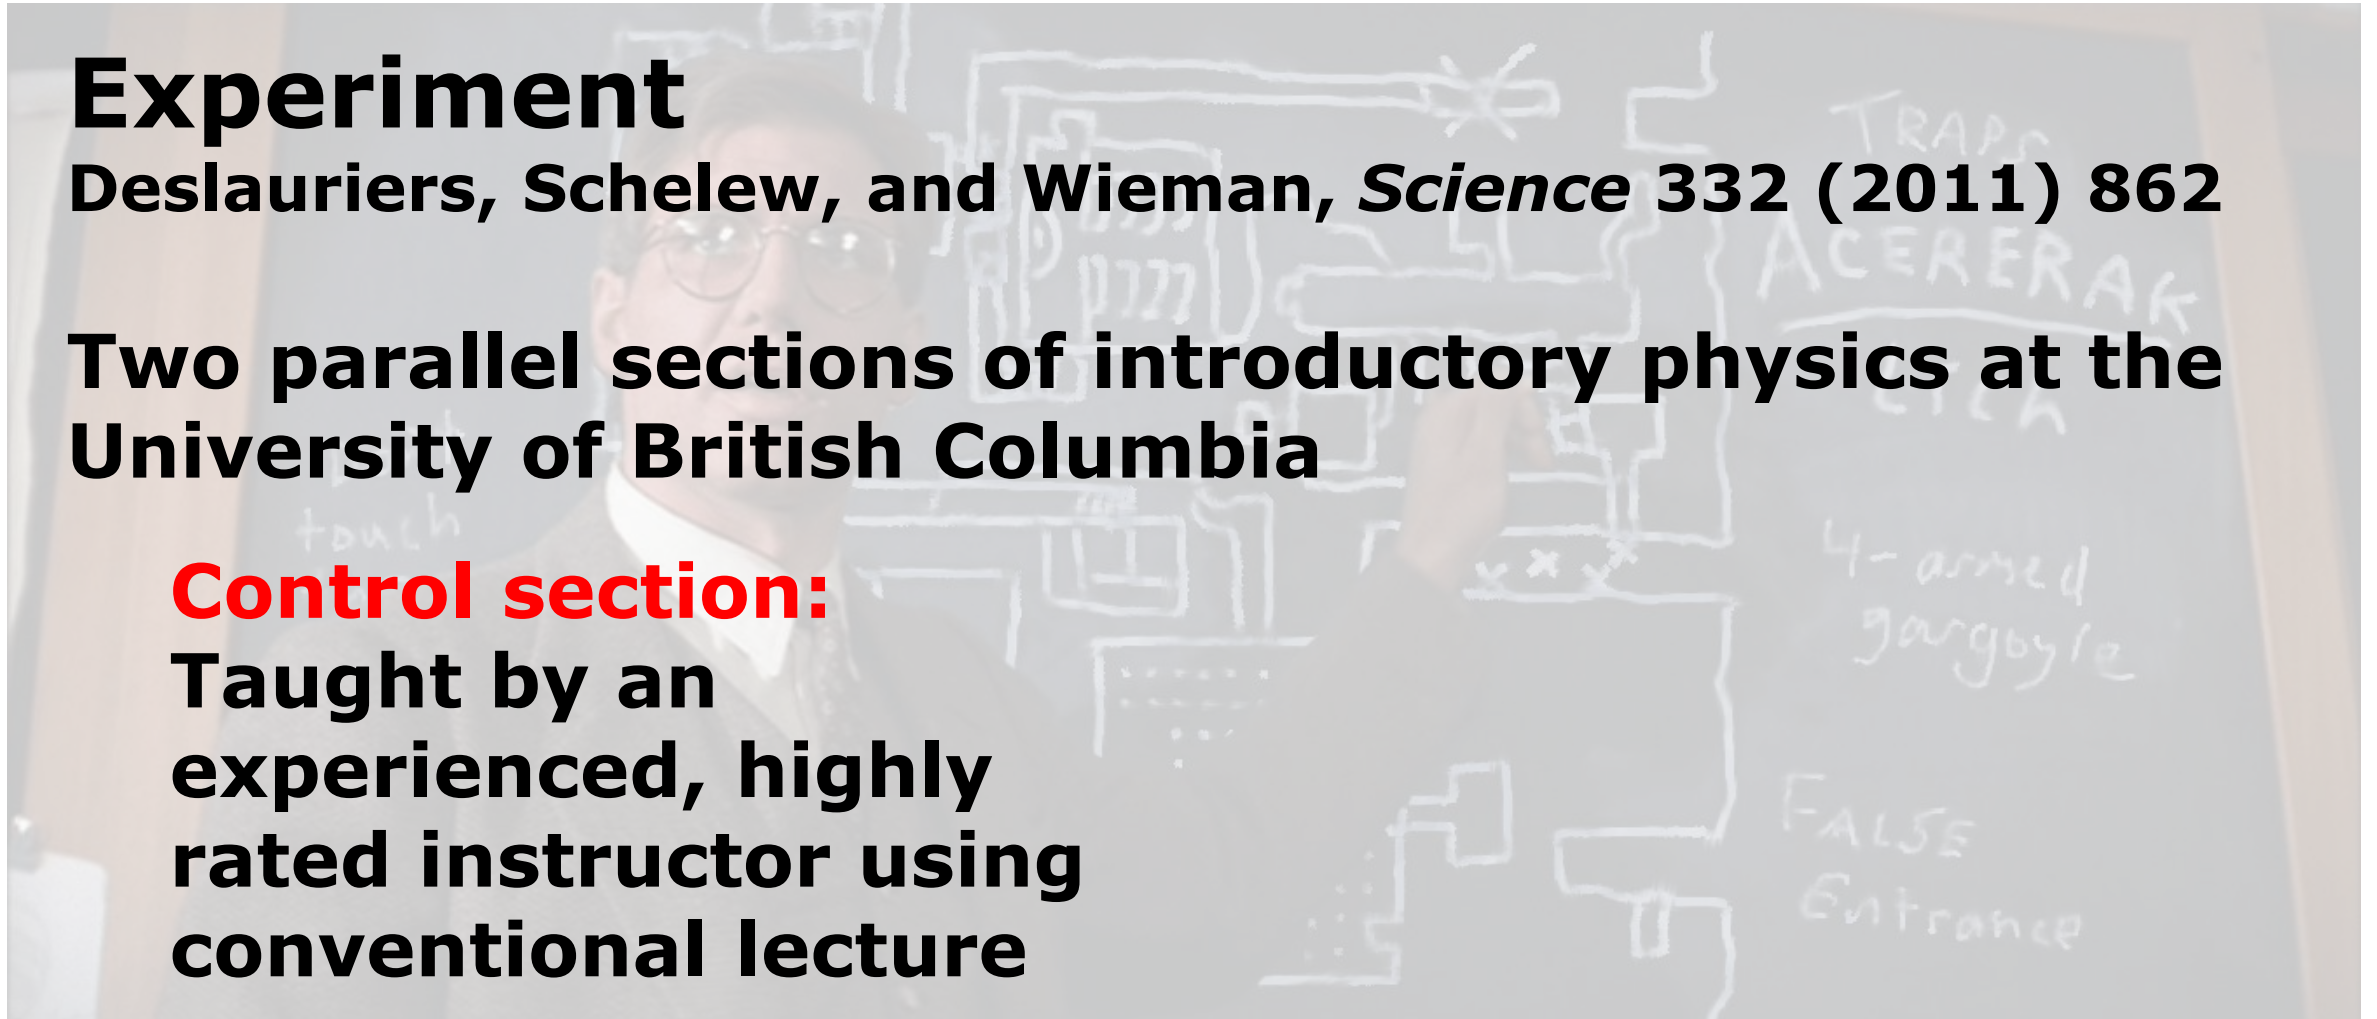 Experiment
Deslauriers, Schelew, and Wieman, Science 332 (2011) 862
TRAPS
ACERERAK
Two parallel sections of introductory physics at the
University of British Columbia
touch
Control section:
Taught by an
experienced, highly
rated instructor using
conventional lecture
4-armed
gargoyle
FALSE
Entrance